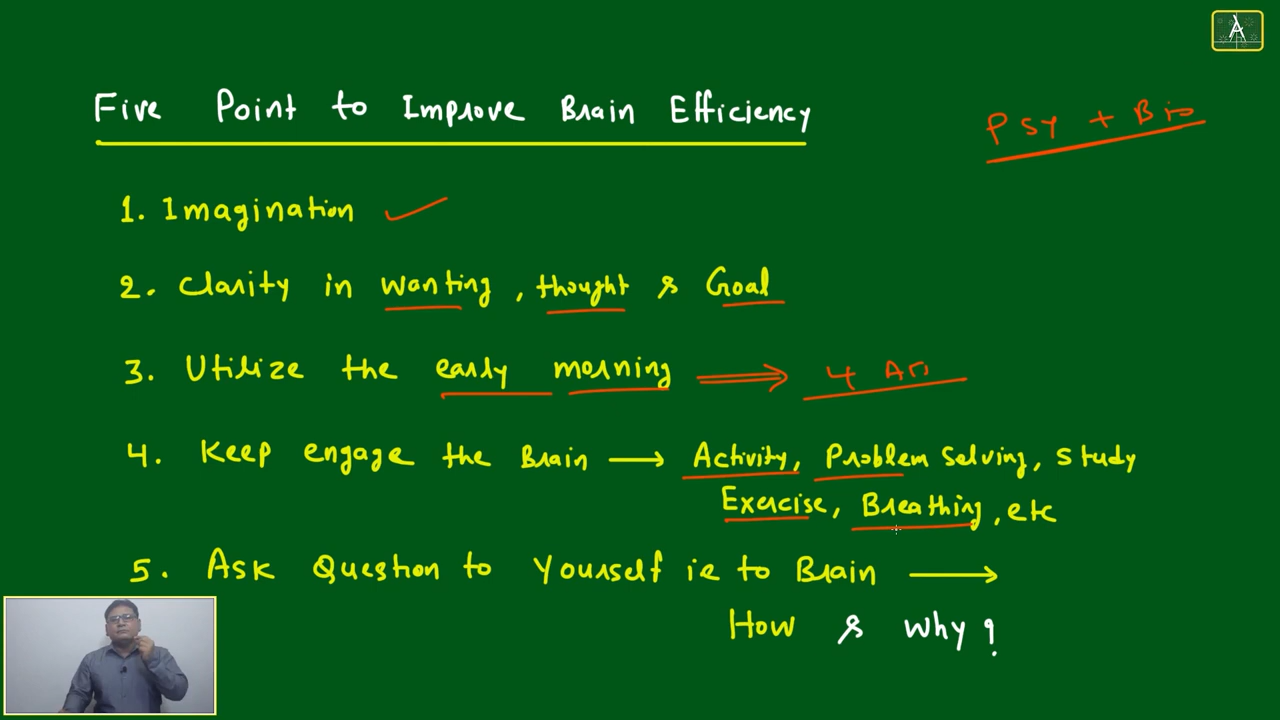 A
Five Point to Improve Brain Efficiency
Psy + Bio
1. Imagination
2. Clarity in wanting, thought & Goal
3. Utilize the early morning ⟹ 4 Am
4. Keep engage the Brain → Activity, Problem Solving, Study
Exercise, Breathing, etc
5. Ask Question to Yourself ie to Brain →
How & Why?